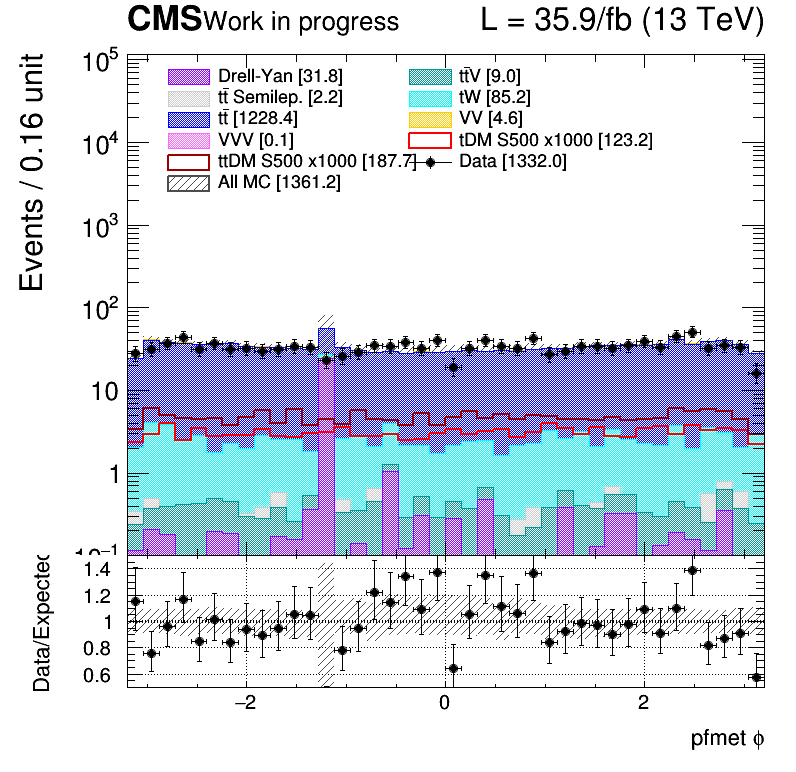 CMS Work in progress L = 35.9/fb (13 TeV)
Events / 0.16 unit
10⁵
10⁴
10³
10²
10
1
10⁻¹
Drell-Yan [31.8]
tt̄ Semilep. [2.2]
tt̄ [1228.4]
VVV [0.1]
ttDM S500 x1000 [187.7]
All MC [1361.2]
tt̄V [9.0]
tW [85.2]
VV [4.6]
tDM S500 x1000 [123.2]
Data [1332.0]
Data/Expected
1.4
1.2
1
0.8
0.6
−2 0 2
pfmet ϕ